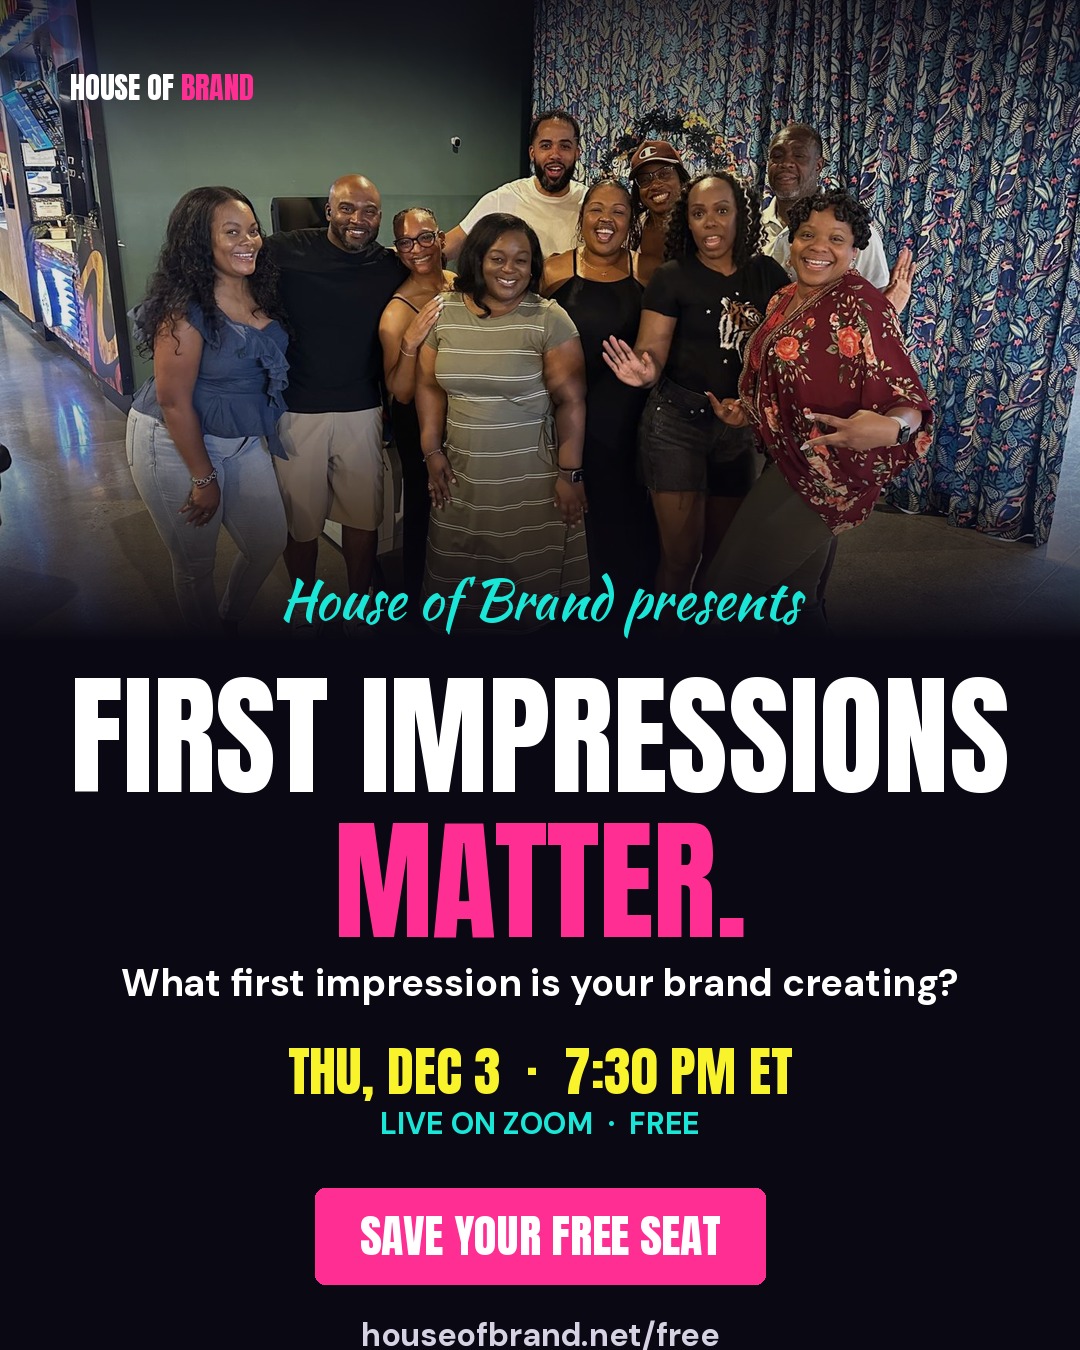 HOUSE OF BRAND
House of Brand presents
FIRST IMPRESSIONS
MATTER.
What first impression is your brand creating?
THU, DEC 3 · 7:30 PM ET
LIVE ON ZOOM · FREE
SAVE YOUR FREE SEAT
houseofbrand.net/free